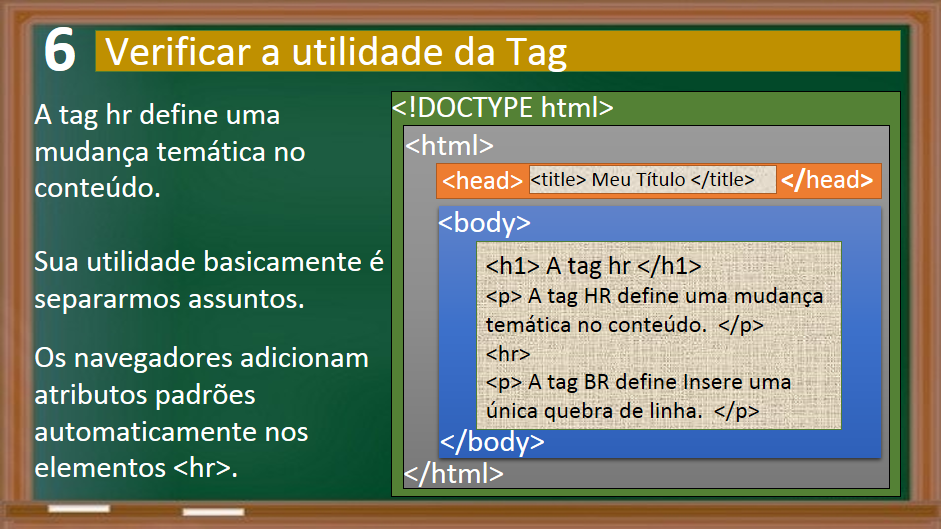 6 Verificar a utilidade da Tag
A tag hr define uma
mudança temática no
conteúdo.
Sua utilidade basicamente é
separarmos assuntos.
Os navegadores adicionam
atributos padrões
automaticamente nos
elementos <hr>.
<!DOCTYPE html>
<html>
<head> <title> Meu Título </title> </head>
<body>
<h1> A tag hr </h1>
<p> A tag HR define uma mudança
temática no conteúdo. </p>
<hr>
<p> A tag BR define Insere uma
única quebra de linha. </p>
</body>
</html>